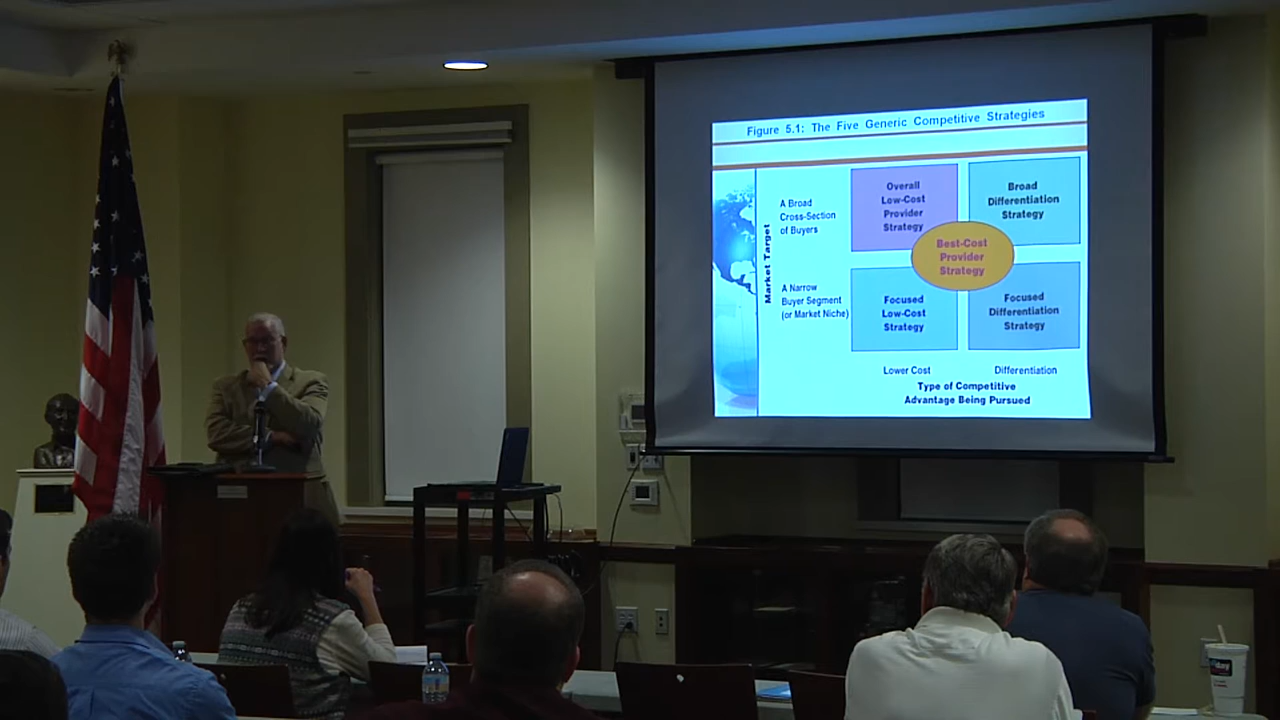 Figure 5.1: The Five Generic Competitive Strategies
Market Target
A Broad
Cross-Section
of Buyers
Overall
Low-Cost
Provider
Strategy
Broad
Differentiation
Strategy
Best-Cost
Provider
Strategy
A Narrow
Buyer Segment
(or Market Niche)
Focused
Low-Cost
Strategy
Focused
Differentiation
Strategy
Lower Cost
Differentiation
Type of Competitive
Advantage Being Pursued